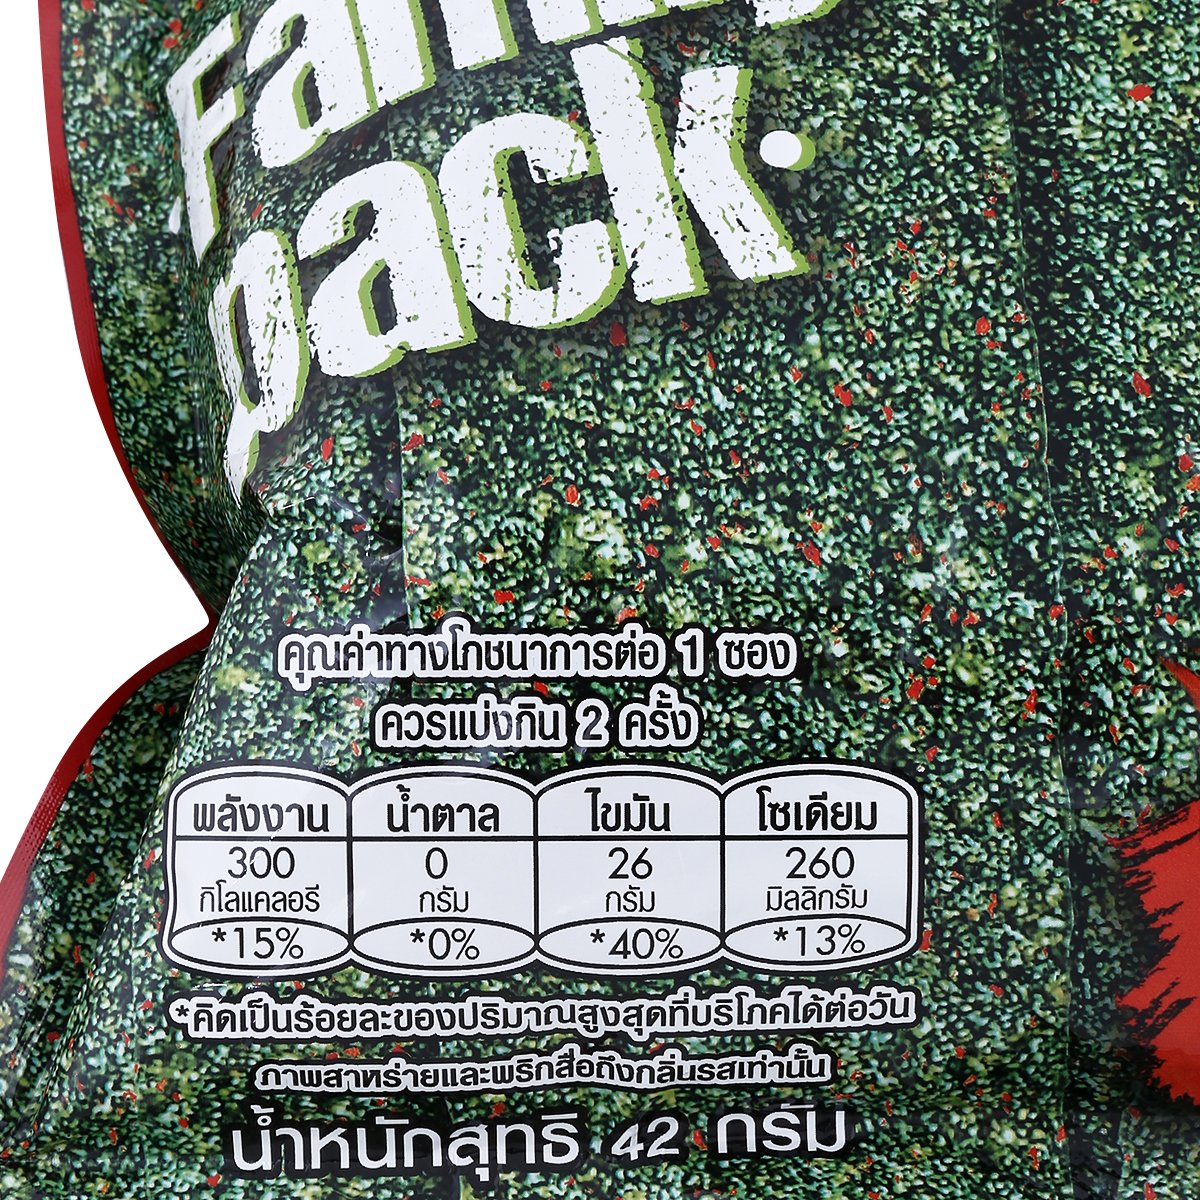 Family
pack
คุณค่าทางโภชนาการต่อ 1 ซอง
ควรแบ่งกิน 2 ครั้ง
พลังงาน น้ำตาล ไขมัน โซเดียม
300 0 26 260
กิโลแคลอรี กรัม กรัม มิลลิกรัม
*15% *0% *40% *13%
*คิดเป็นร้อยละของปริมาณสูงสุดที่บริโภคได้ต่อวัน
ภาพสาหร่ายและพริกสื่อถึงกลิ่นรสเท่านั้น
น้ำหนักสุทธิ 42 กรัม